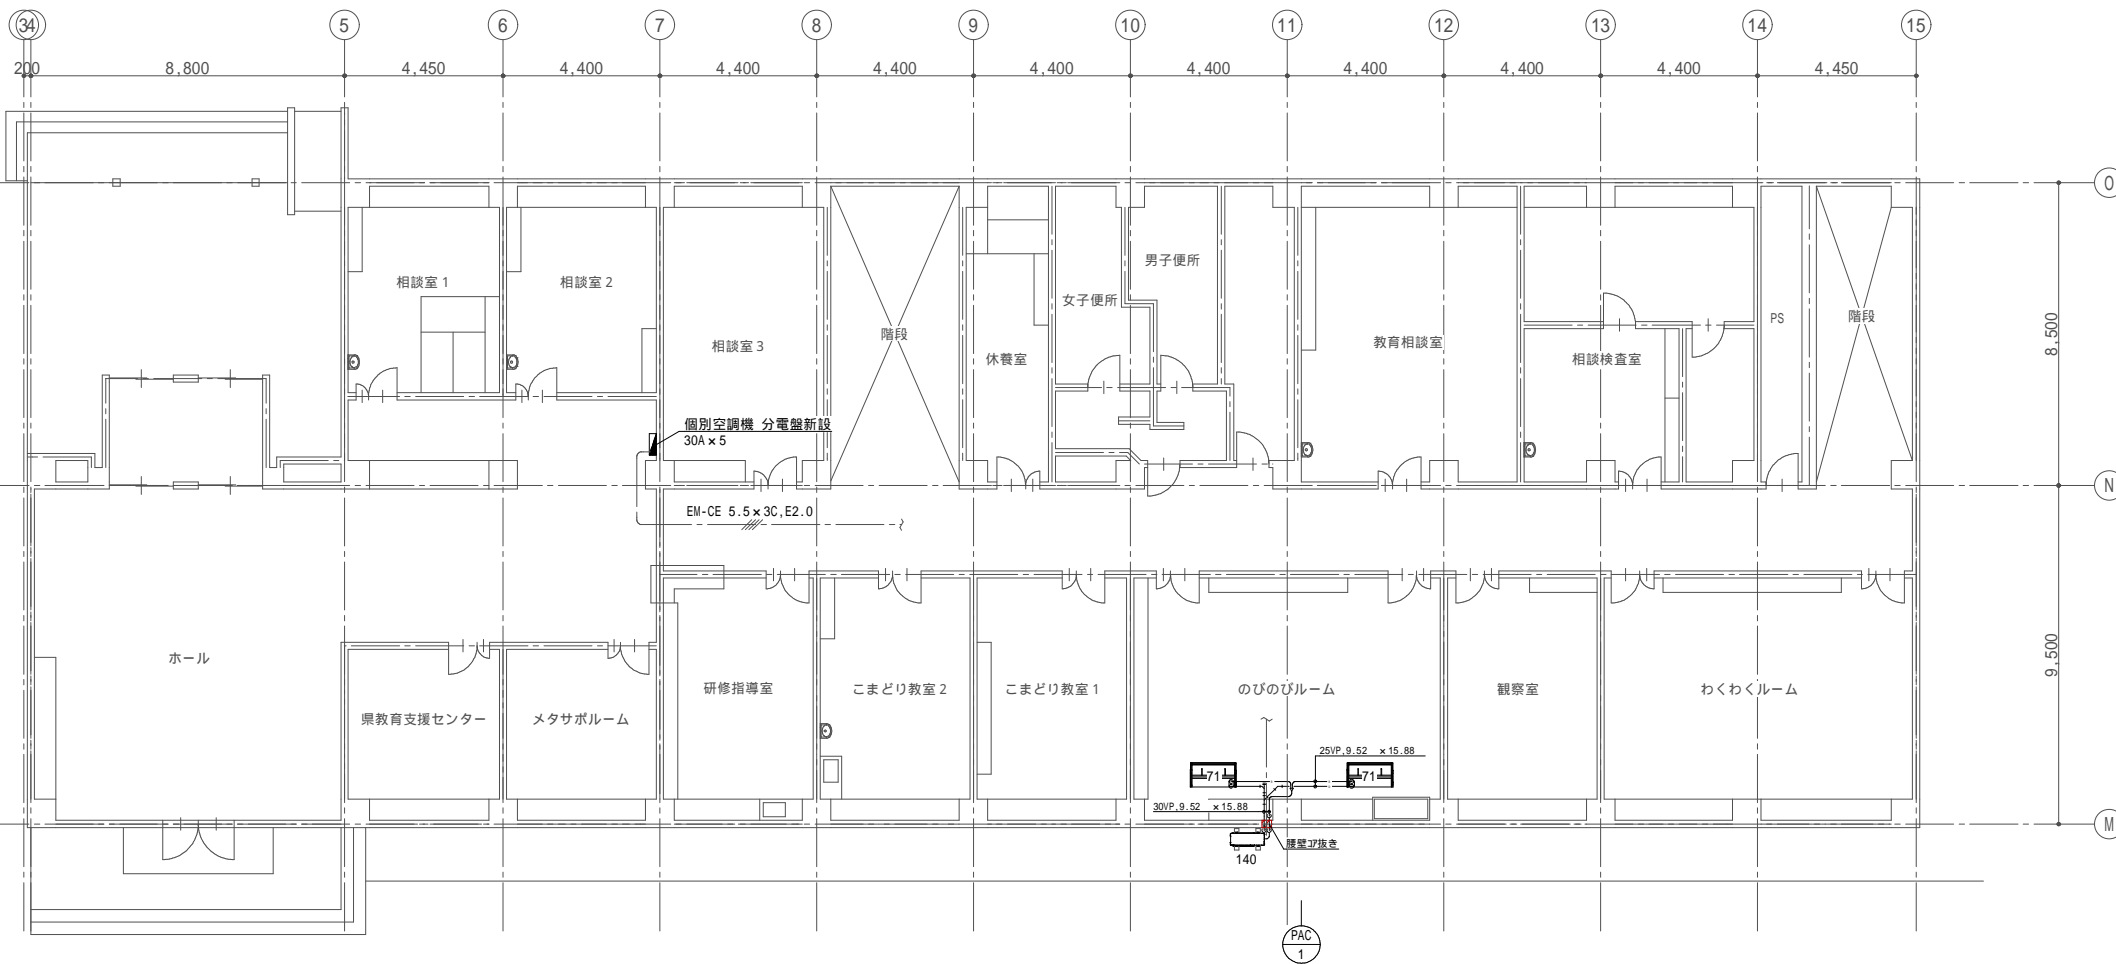 3 4 5 6 7 8 9 10 11 12 13 14 15
200 8,800 4,450 4,400 4,400 4,400 4,400 4,400 4,400 4,400 4,400 4,450
O
男子便所
相談室1 相談室2
女子便所
PS 階段
階段
8,500
相談室3 休養室 教育相談室 相談検査室
個別空調機 分電盤新設
30A×5
N
EM-CE 5.5×3C,E2.0
ホール
9,500
研修指導室 こまどり教室2 こまどり教室1 のびのびルーム 観察室 わくわくルーム
県教育支援センター メタサポルーム
25VP,9.52 ×15.88
71 71
30VP,9.52 ×15.88
M
腰壁コア抜き
140
PAC
1